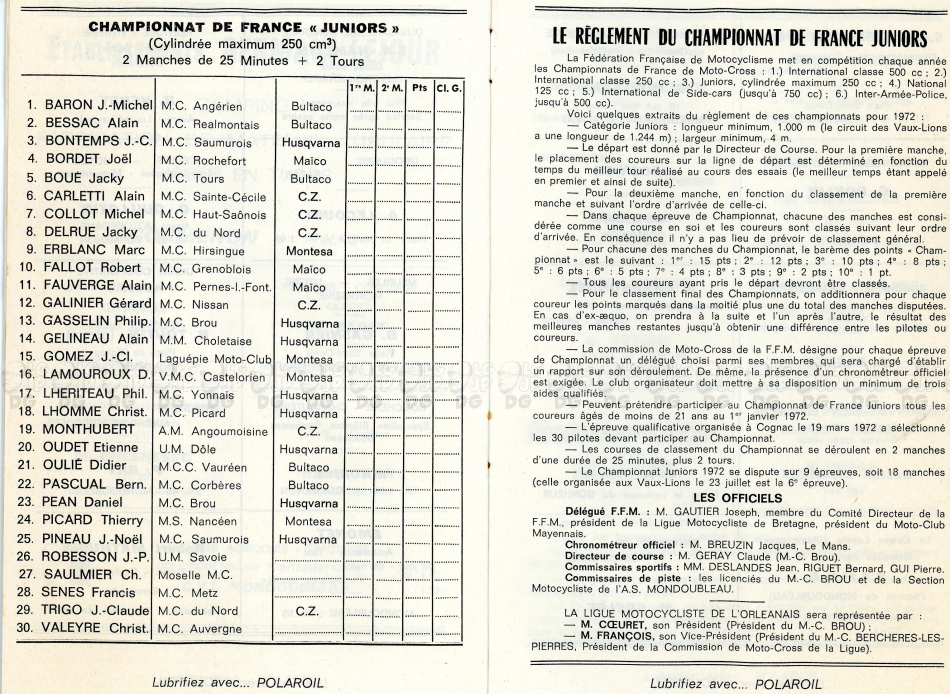 CHAMPIONNAT DE FRANCE « JUNIORS »
(Cylindrée maximum 250 cm³)
2 Manches de 25 Minutes + 2 Tours
1re M. 2e M. Pts Cl. G.
1. BARON J.-Michel M.C. Angérien Bultaco
2. BESSAC Alain M.C. Realmontais Bultaco
3. BONTEMPS J.-C. M.C. Saumurois Husqvarna
4. BORDET Joël M.C. Rochefort Maïco
5. BOUÉ Jacky M.C. Tours Bultaco
6. CARLETTI Alain M.C. Sainte-Cécile C.Z.
7. COLLOT Michel M.C. Haut-Saônois C.Z.
8. DELRUE Jacky M.C. du Nord C.Z.
9. ERBLANC Marc M.C. Hirsingue Montesa
10. FALLOT Robert M.C. Grenoblois Maïco
11. FAUVERGE Alain M.C. Pernes-l.-Font. Maïco
12. GALINIER Gérard M.C. Nissan C.Z.
13. GASSELIN Philip. M.C. Brou Husqvarna
14. GELINEAU Alain M.M. Choletaise Husqvarna
15. GOMEZ J.-Cl. Laguépie Moto-Club Montesa
16. LAMOUROUX D. V.M.C. Castelorien Montesa
17. LHERITEAU Phil. M.C. Yonnais Husqvarna
18. LHOMME Christ. M.C. Picard Husqvarna
19. MONTHUBERT A.M. Angoumoisine C.Z.
20. OUDET Etienne U.M. Dôle Husqvarna
21. OULIÉ Didier M.C.C. Vauréen Bultaco
22. PASCUAL Bern. M.C. Corbères Bultaco
23. PEAN Daniel M.C. Brou Husqvarna
24. PICARD Thierry M.S. Nancéen Montesa
25. PINEAU J.-Noël M.C. Saumurois Husqvarna
26. ROBESSON J.-P. U.M. Savoie
27. SAULMIER Ch. Moselle M.C.
28. SENES Francis M.C. Metz
29. TRIGO J.-Claude M.C. du Nord C.Z.
30. VALEYRE Christ. M.C. Auvergne
Lubrifiez avec... POLAROIL
LE RÈGLEMENT DU CHAMPIONNAT DE FRANCE JUNIORS
La Fédération Française de Motocyclisme met en compétition chaque année
les Championnats de France de Moto-Cross : 1.) International classe 500 cc ; 2.)
International classe 250 cc ; 3.) Juniors, cylindrée maximum 250 cc ; 4.) National
125 cc ; 5.) International de Side-cars (jusqu'à 750 cc) ; 6.) Inter-Armée-Police,
jusqu'à 500 cc).
Voici quelques extraits du règlement de ces championnats pour 1972 :
— Catégorie Juniors : longueur minimum, 1.000 m (le circuit des Vaux-Lions
a une longueur de 1.244 m) ; largeur minimum, 4 m.
— Le départ est donné par le Directeur de Course. Pour la première manche,
le placement des coureurs sur la ligne de départ est déterminé en fonction du
temps du meilleur tour réalisé au cours des essais (le meilleur temps étant appelé
en premier et ainsi de suite).
— Pour la deuxième manche, en fonction du classement de la première
manche et suivant l'ordre d'arrivée de celle-ci.
— Dans chaque épreuve de Championnat, chacune des manches est consi-
dérée comme une course en soi et les coureurs sont classés suivant leur ordre
d'arrivée. En conséquence il n'y a pas lieu de prévoir de classement général.
— Pour chacune des manches du Championnat, le barème des points « Cham-
pionnat » est le suivant : 1er : 15 pts ; 2e : 12 pts ; 3e : 10 pts ; 4e : 8 pts ;
5e : 6 pts ; 6e : 5 pts ; 7e : 4 pts ; 8e : 3 pts ; 9e : 2 pts ; 10e : 1 pt.
— Tous les coureurs ayant pris le départ devront être classés.
— Pour le classement final des Championnats, on additionnera pour chaque
coureur les points marqués dans la moitié plus une du total des manches disputées.
En cas d'ex-æquo, on prendra à la suite et l'un après l'autre, le résultat des
meilleures manches restantes jusqu'à obtenir une différence entre les pilotes ou
coureurs.
— La commission de Moto-Cross de la F.F.M. désigne pour chaque épreuve
de Championnat un délégué choisi parmi ses membres qui sera chargé d'établir
un rapport sur son déroulement. De même, la présence d'un chronométreur officiel
est exigée. Le club organisateur doit mettre à sa disposition un minimum de trois
aides qualifiés.
— Peuvent prétendre participer au Championnat de France Juniors tous les
coureurs âgés de moins de 21 ans au 1er janvier 1972.
— L'épreuve qualificative organisée à Cognac le 19 mars 1972 a sélectionné
les 30 pilotes devant participer au Championnat.
— Les courses de Championnat se déroulent en 2 manches
d'une durée de 25 minutes, plus 2 tours.
— Le Championnat Juniors 1972 se dispute sur 9 épreuves, soit 18 manches
(celle organisée aux Vaux-Lions le 23 juillet est la 6e épreuve).
LES OFFICIELS
Délégué F.F.M. : M. GAUTIER Joseph, membre du Comité Directeur de la
F.F.M., président de la Ligue Motocycliste de Bretagne, président du Moto-Club
Mayennais.
Chronométreur officiel : M. BREUZIN Jacques, Le Mans.
Directeur de course : M. GERAY Claude (M.-C. Brou).
Commissaires sportifs : MM. DESLANDES Jean, RIGUET Bernard, GUI Pierre.
Commissaires de piste : les licenciés du M.-C. BROU et de la Section
Motocycliste de l'A.S. MONDOUBLEAU.
LA LIGUE MOTOCYCLISTE DE L'ORLEANAIS sera représentée par :
— M. CŒURET, son Président (Président du M.-C. BROU) ;
— M. FRANÇOIS, son Vice-Président (Président du M.-C. BERCHERES-LES-
PIERRES, Président de la Commission de Moto-Cross de la Ligue).
Lubrifiez avec... POLAROIL